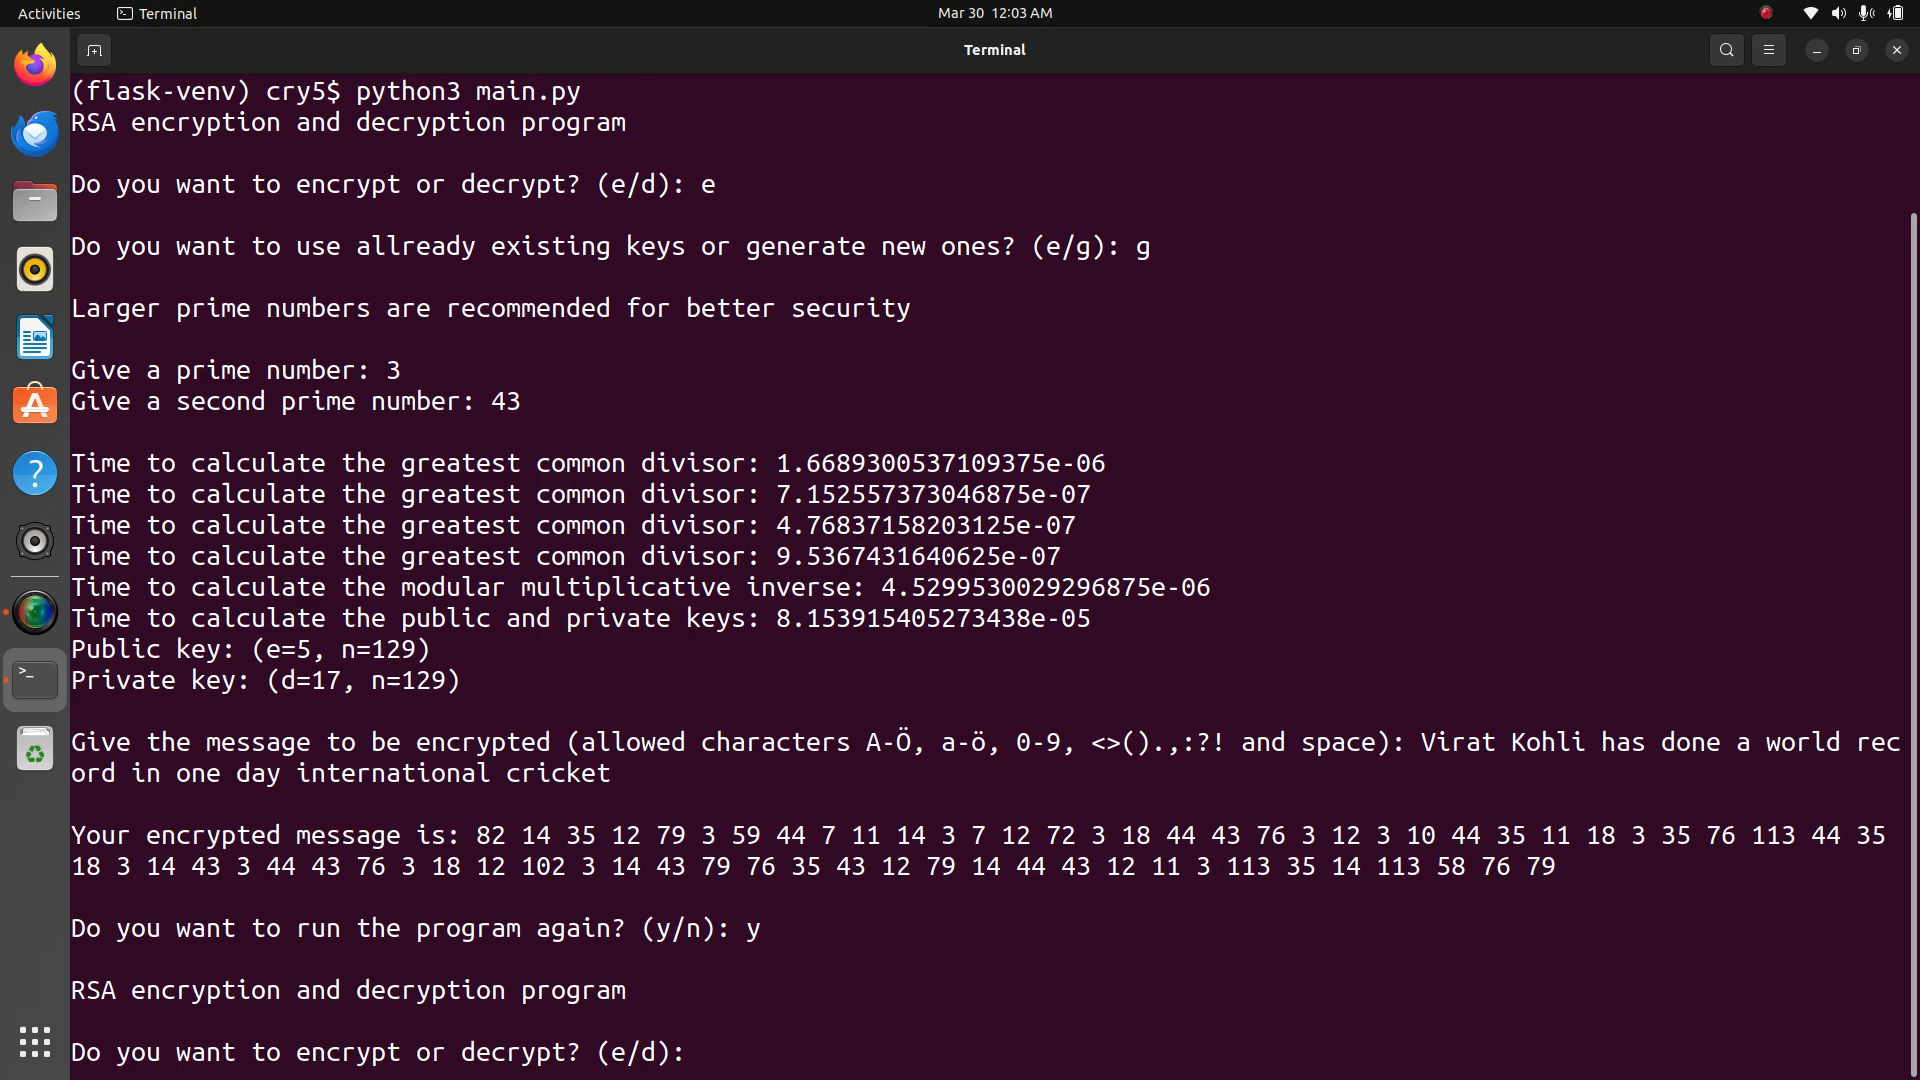 Activities
Terminal
Mar 30 12:03 AM
Terminal
(flask-venv) cry5$ python3 main.py
RSA encryption and decryption program
Do you want to encrypt or decrypt? (e/d): e
Do you want to use allready existing keys or generate new ones? (e/g): g
Larger prime numbers are recommended for better security
Give a prime number: 3
Give a second prime number: 43
Time to calculate the greatest common divisor: 1.6689300537109375e-06
Time to calculate the greatest common divisor: 7.152557373046875e-07
Time to calculate the greatest common divisor: 4.76837158203125e-07
Time to calculate the greatest common divisor: 9.5367431640625e-07
Time to calculate the modular multiplicative inverse: 4.5299530029296875e-06
Time to calculate the public and private keys: 8.153915405273438e-05
Public key: (e=5, n=129)
Private key: (d=17, n=129)
Give the message to be encrypted (allowed characters A-Ö, a-ö, 0-9, <>().,:?! and space): Virat Kohli has done a world rec
ord in one day international cricket
Your encrypted message is: 82 14 35 12 79 3 59 44 7 11 14 3 7 12 72 3 18 44 43 76 3 12 3 10 44 35 11 18 3 35 76 113 44 35
18 3 14 43 3 44 43 76 3 18 12 102 3 14 43 79 76 35 43 12 79 14 44 43 12 11 3 113 35 14 113 58 76 79
Do you want to run the program again? (y/n): y
RSA encryption and decryption program
Do you want to encrypt or decrypt? (e/d):